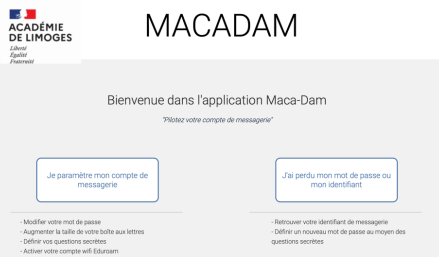 ACADÉMIE
DE LIMOGES
Liberté
Égalité
Fraternité
MACADAM
Bienvenue dans l'application Maca-Dam
"Pilotez votre compte de messagerie"
Je paramètre mon compte de
messagerie
- Modifier votre mot de passe
- Augmenter la taille de votre boîte aux lettres
- Définir vos questions secrètes
- Activer votre compte wifi Eduroam
J'ai perdu mon mot de passe ou
mon identifiant
- Retrouver votre identifiant de messagerie
- Définir un nouveau mot de passe au moyen des
questions secrètes